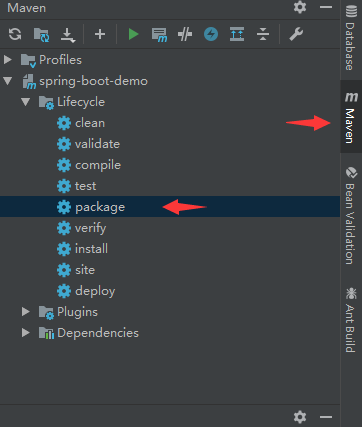 Maven
Profiles
spring-boot-demo
Lifecycle
clean
validate
compile
test
package
verify
install
site
deploy
Plugins
Dependencies
Database
Maven
Bean Validation
Ant Build